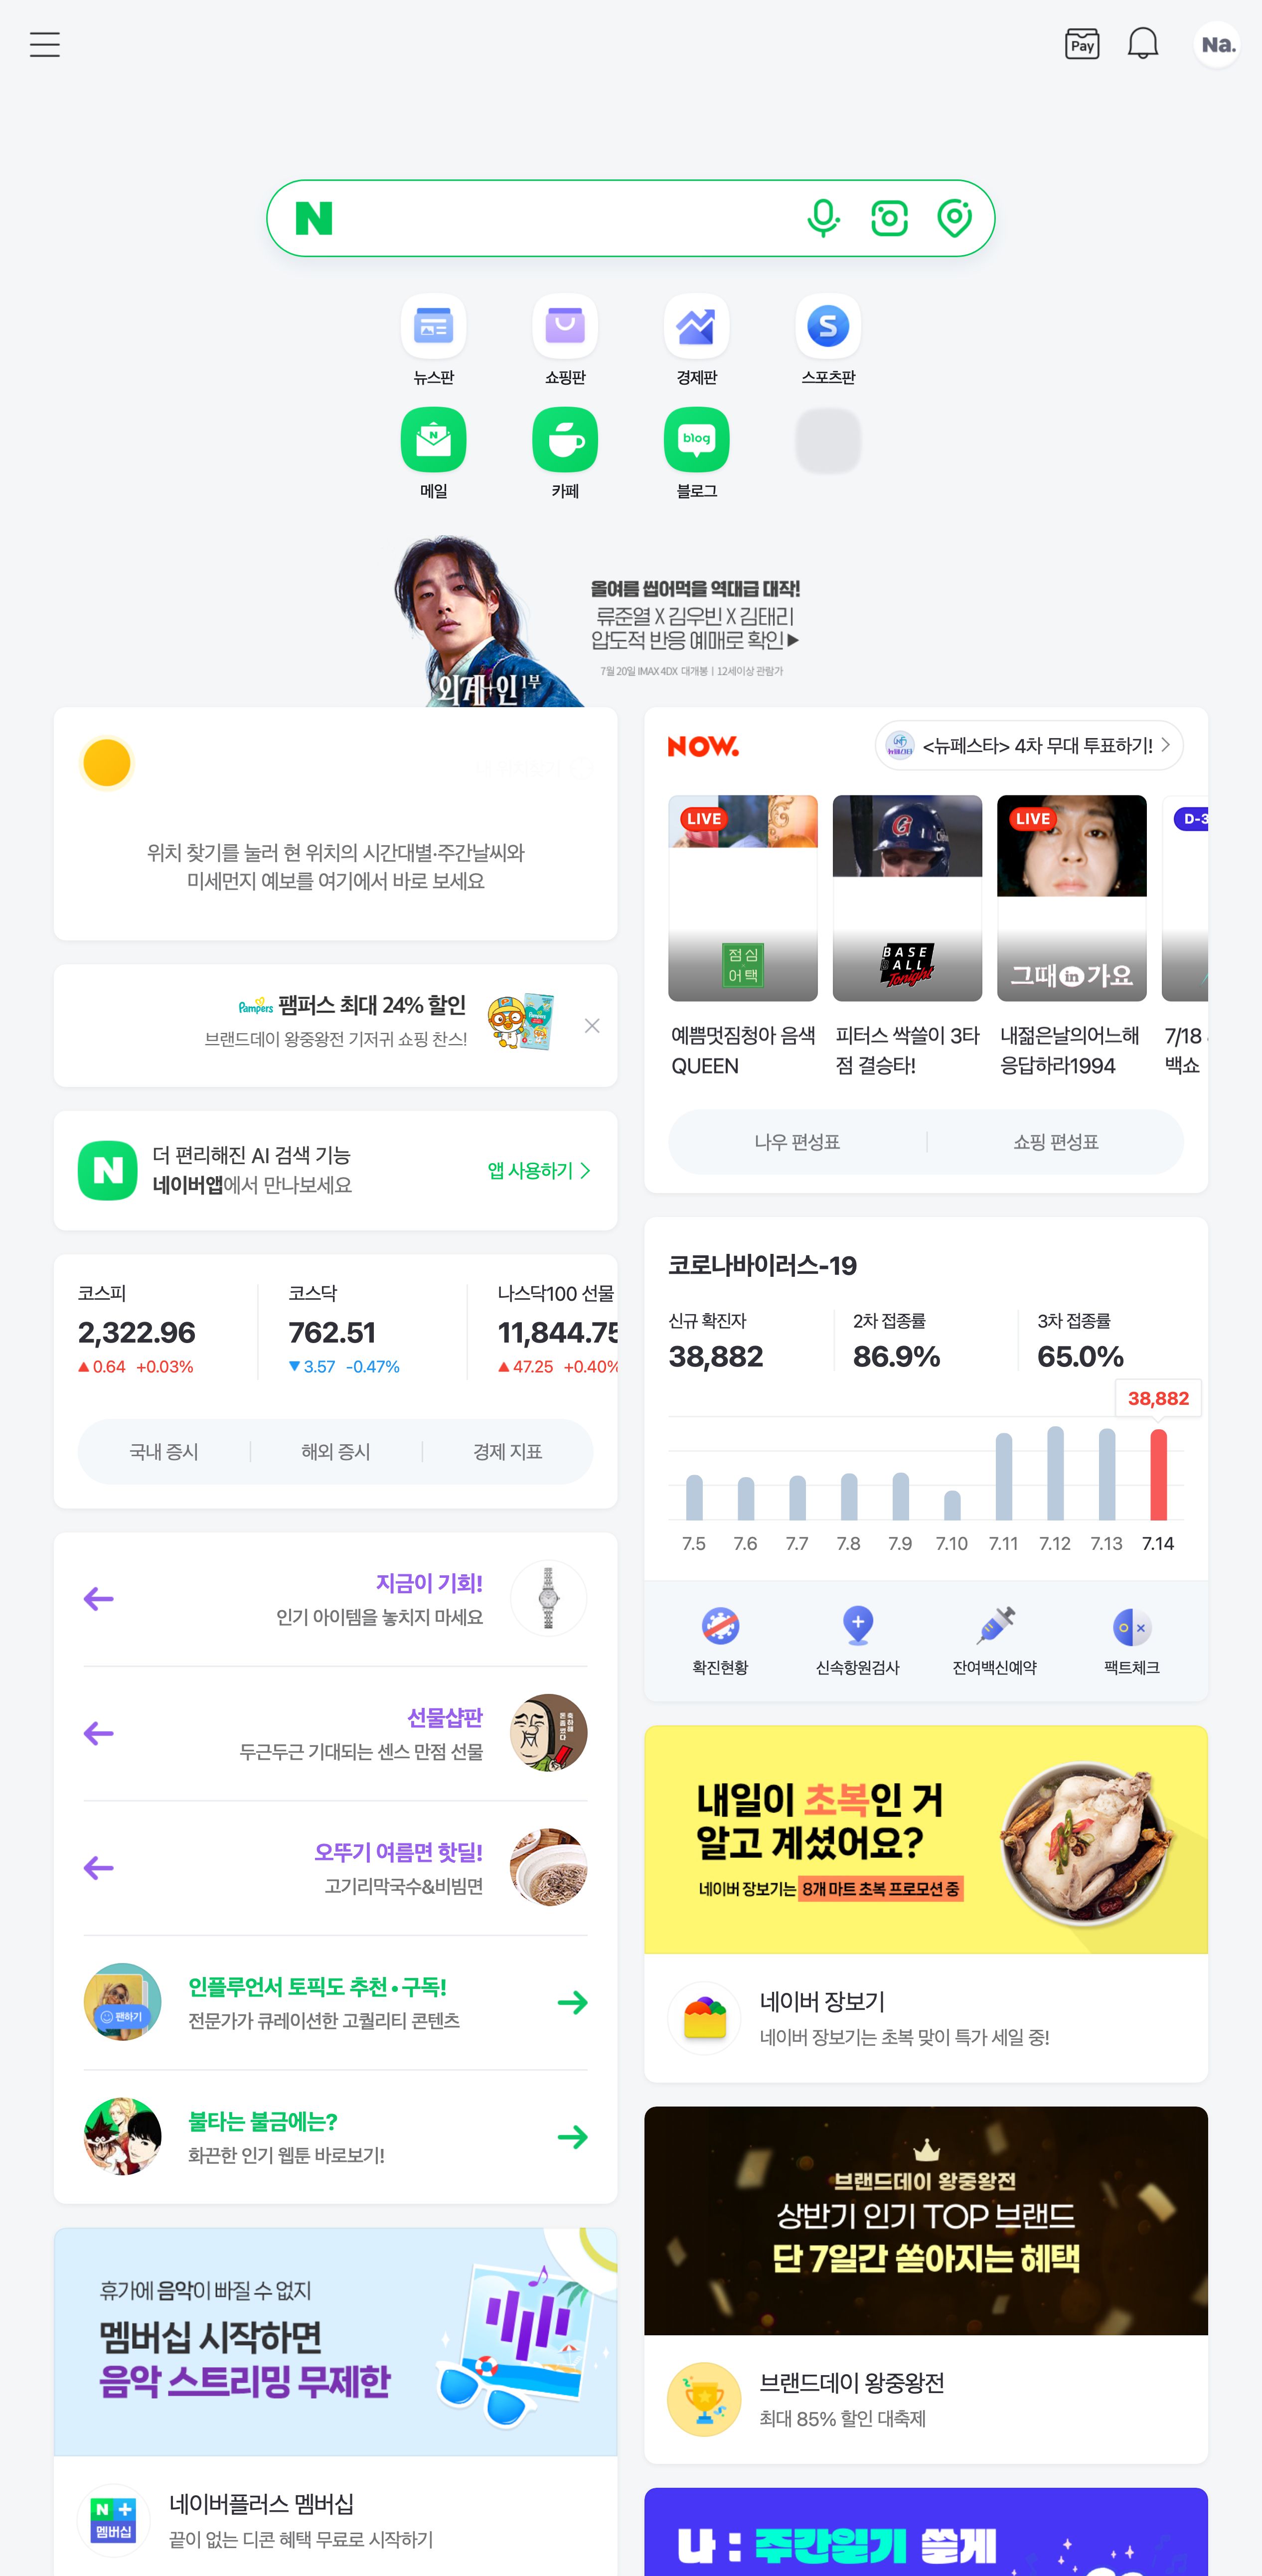 Pay
Na.
N
뉴스판
쇼핑판
경제판
스포츠판
메일
카페
blog
블로그
올여름 씹어먹을 역대급 대작!
류준열 X 김우빈 X 김태리
압도적 반응 예매로 확인▶
7월 20일 IMAX 4DX 대개봉 | 12세이상 관람가
외계+인 1부
위치 찾기를 눌러 현 위치의 시간대별·주간날씨와
미세먼지 예보를 여기에서 바로 보세요
Pampers 팸퍼스 최대 24% 할인
브랜드데이 왕중왕전 기저귀 쇼핑 찬스!
N
더 편리해진 AI 검색 기능
네이버앱에서 만나보세요
앱 사용하기
코스피
2,322.96
▲0.64 +0.03%
코스닥
762.51
▼3.57 -0.47%
나스닥100 선물
11,844.75
▲47.25 +0.40%
국내 증시
해외 증시
경제 지표
지금이 기회!
인기 아이템을 놓치지 마세요
선물샵판
두근두근 기대되는 센스 만점 선물
오뚜기 여름면 핫딜!
고기리막국수&비빔면
팬하기
인플루언서 토픽도 추천•구독!
전문가가 큐레이션한 고퀄리티 콘텐츠
불타는 불금에는?
화끈한 인기 웹툰 바로보기!
휴가에 음악이 빠질 수 없지
멤버십 시작하면
음악 스트리밍 무제한
N +
멤버십
네이버플러스 멤버십
끝이 없는 디콘 혜택 무료로 시작하기
NOW.
<뉴페스타> 4차 무대 투표하기!
LIVE
점심
어택
예쁨멋짐청아 음색
QUEEN
BASE
BALL
Tonight
피터스 싹쓸이 3타
점 결승타!
LIVE
그때 in 가요
내젊은날의어느해
응답하라1994
D-3
7/18
백쇼
나우 편성표
쇼핑 편성표
코로나바이러스-19
신규 확진자
38,882
2차 접종률
86.9%
3차 접종률
65.0%
38,882
7.5
7.6
7.7
7.8
7.9
7.10
7.11
7.12
7.13
7.14
확진현황
신속항원검사
잔여백신예약
팩트체크
내일이 초복인 거
알고 계셨어요?
네이버 장보기는 8개 마트 초복 프로모션 중
네이버 장보기
네이버 장보기는 초복 맞이 특가 세일 중!
브랜드데이 왕중왕전
상반기 인기 TOP 브랜드
단 7일간 쏟아지는 혜택
브랜드데이 왕중왕전
최대 85% 할인 대축제
나 : 주간일기 쓸게